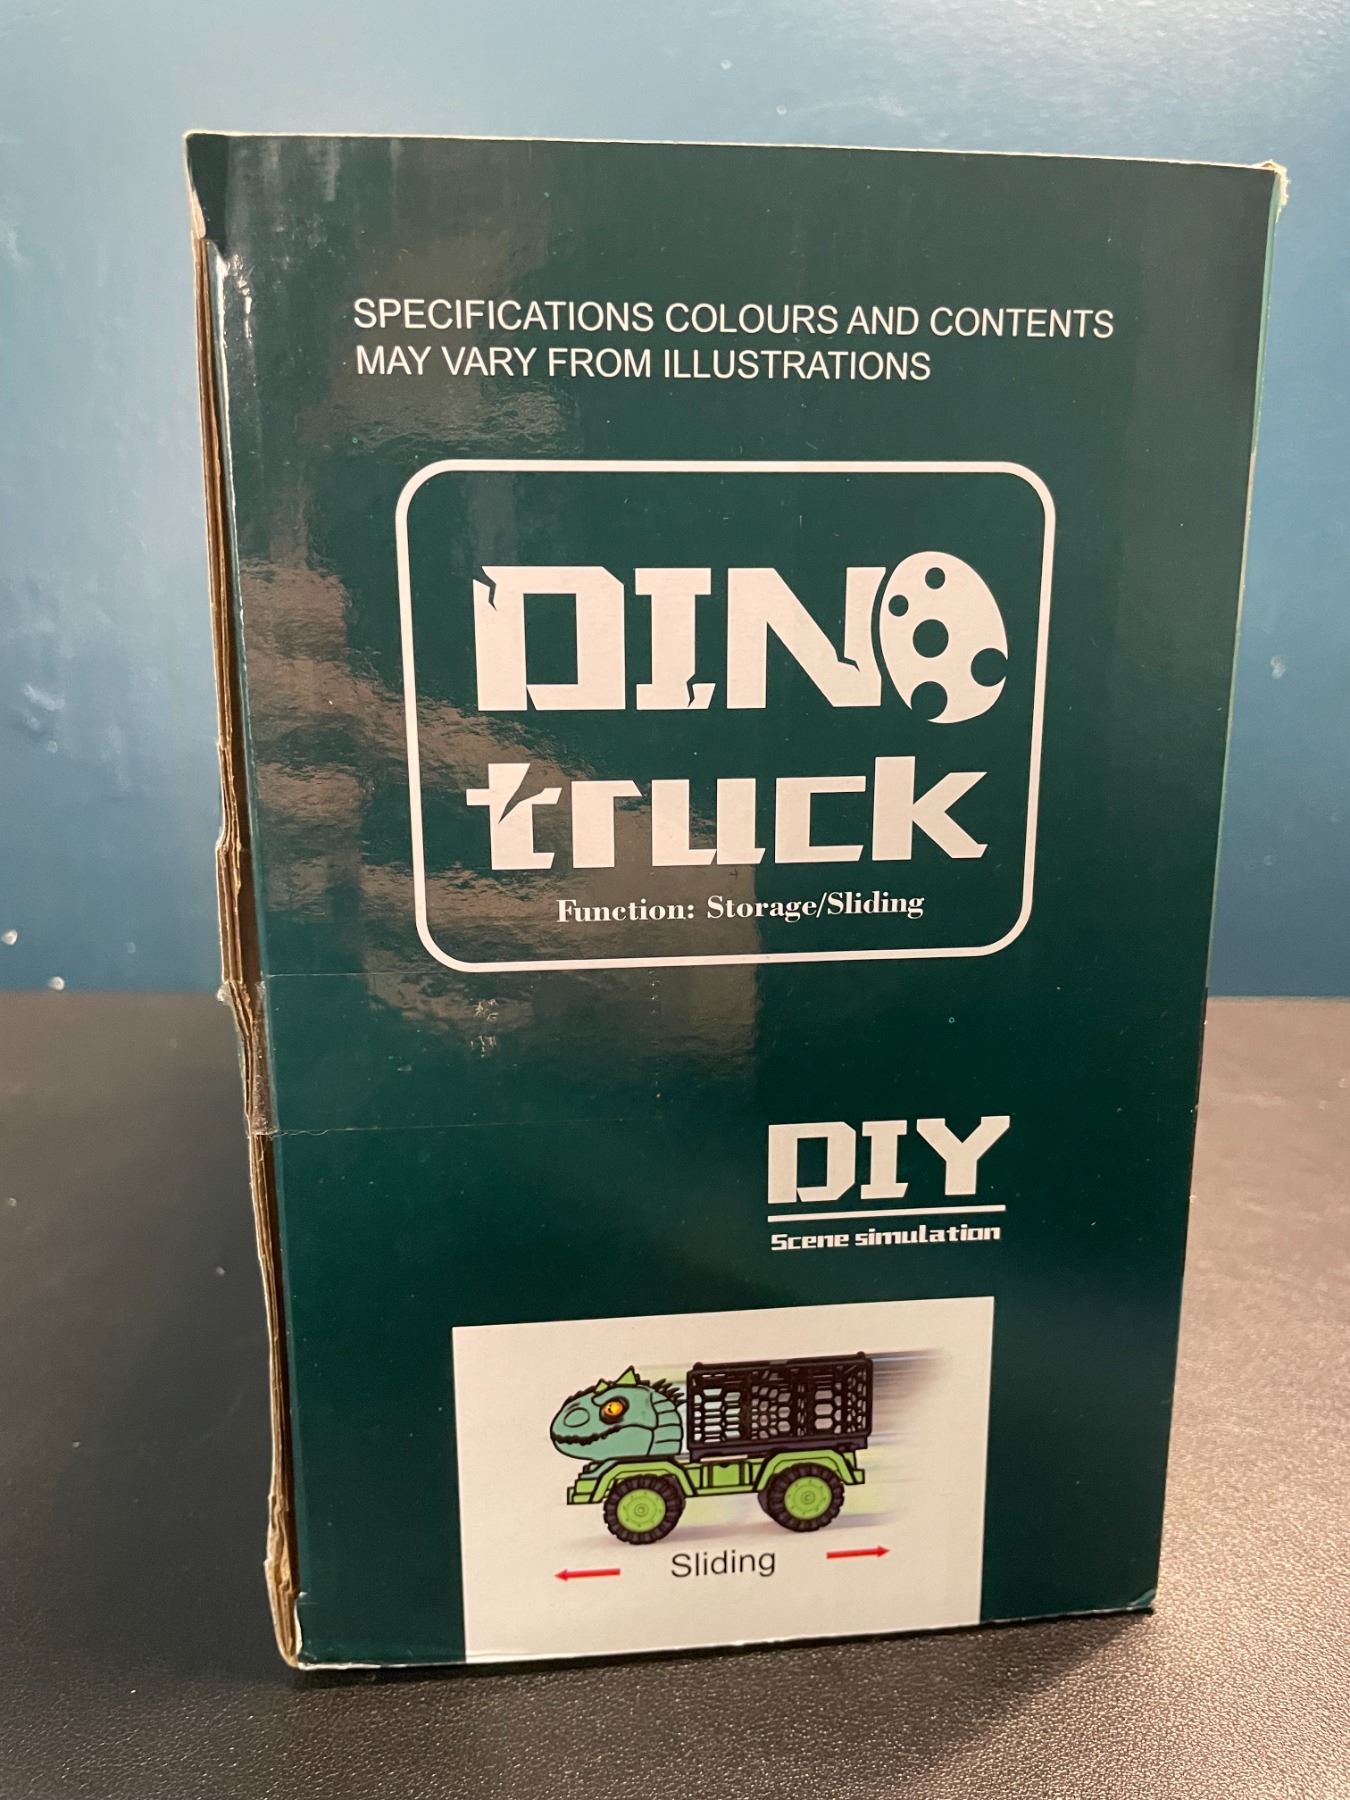 SPECIFICATIONS COLOURS AND CONTENTS
MAY VARY FROM ILLUSTRATIONS
DINO
truck
Function: Storage/Sliding
DIY
Scene simulation
Sliding